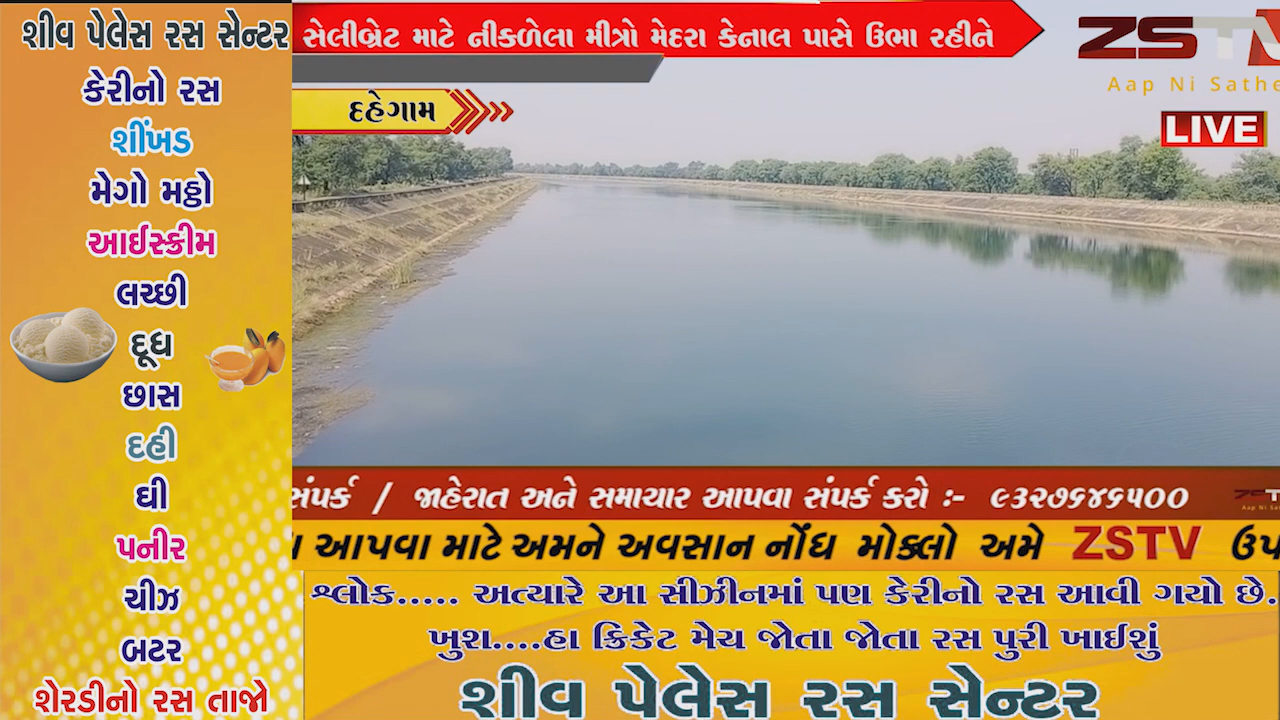 શીવ પેલેસ રસ સેન્ટર
કેરીનો રસ
શીંખડ
મેગો મઠ્ઠો
આઈસ્ક્રીમ
લચ્છી
દૂધ
છાસ
દહી
ઘી
પનીર
ચીઝ
બટર
શેરડીનો રસ તાજો
સેલીબ્રેટ માટે નીકળેલા મીત્રો મેદરા કેનાલ પાસે ઉભા રહીને
ZSTV
Aap Ni Sathe
LIVE
દહેગામ
સંપર્ક / જાહેરાત અને સમાચાર આપવા સંપર્ક કરો :- ૯૩૨૭૬૪૬૫૦૦
આપવા માટે અમને અવસાન નોંધ મોકલો અમે ZSTV ઉપ
શ્લોક..... અત્યારે આ સીઝીનમાં પણ કેરીનો રસ આવી ગયો છે.
ખુશ....હા ક્રિકેટ મેચ જોતા જોતા રસ પુરી ખાઈશું
શીવ પેલેસ રસ સેન્ટર